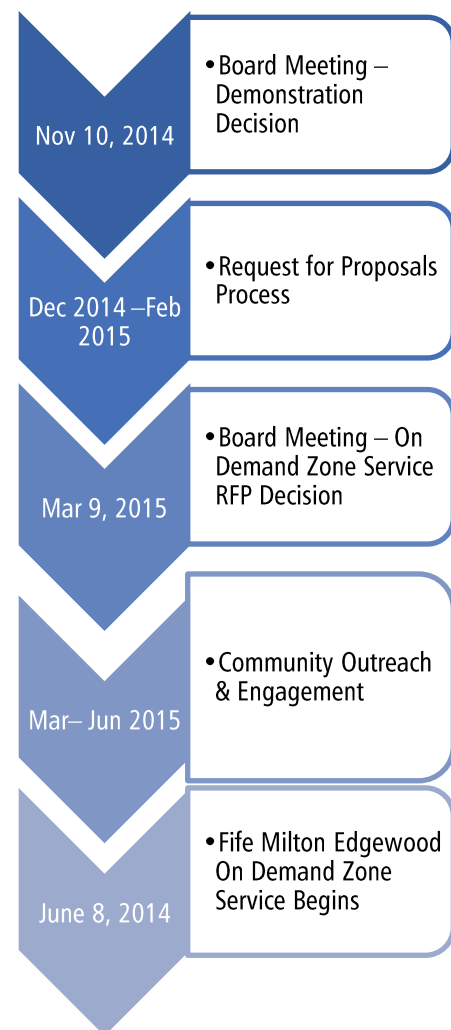 Nov 10, 2014
•Board Meeting –
Demonstration
Decision
Dec 2014 –Feb
2015
•Request for Proposals
Process
Mar 9, 2015
•Board Meeting – On
Demand Zone Service
RFP Decision
Mar– Jun 2015
•Community Outreach
& Engagement
June 8, 2014
•Fife Milton Edgewood
On Demand Zone
Service Begins